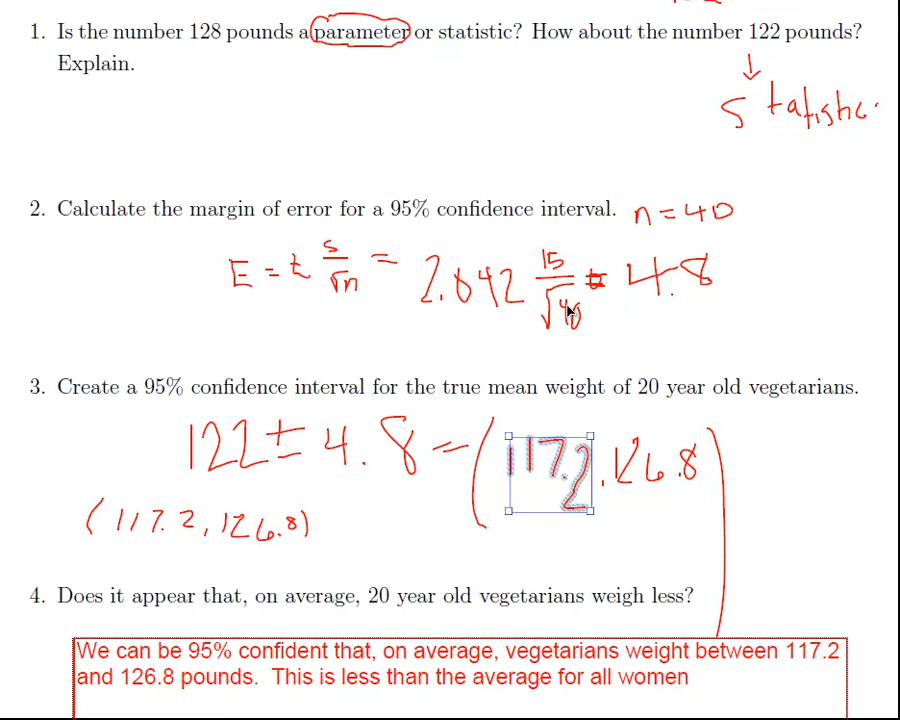 1. Is the number 128 pounds a parameter or statistic? How about the number 122 pounds?
Explain.
↓
Statistic.
2. Calculate the margin of error for a 95% confidence interval. n = 40
E = t s/√n = 2.042 15/√40 = 4.8
3. Create a 95% confidence interval for the true mean weight of 20 year old vegetarians.
122 ± 4.8 = (117.2, 126.8)
(117.2, 126.8)
4. Does it appear that, on average, 20 year old vegetarians weigh less?
We can be 95% confident that, on average, vegetarians weight between 117.2
and 126.8 pounds. This is less than the average for all women